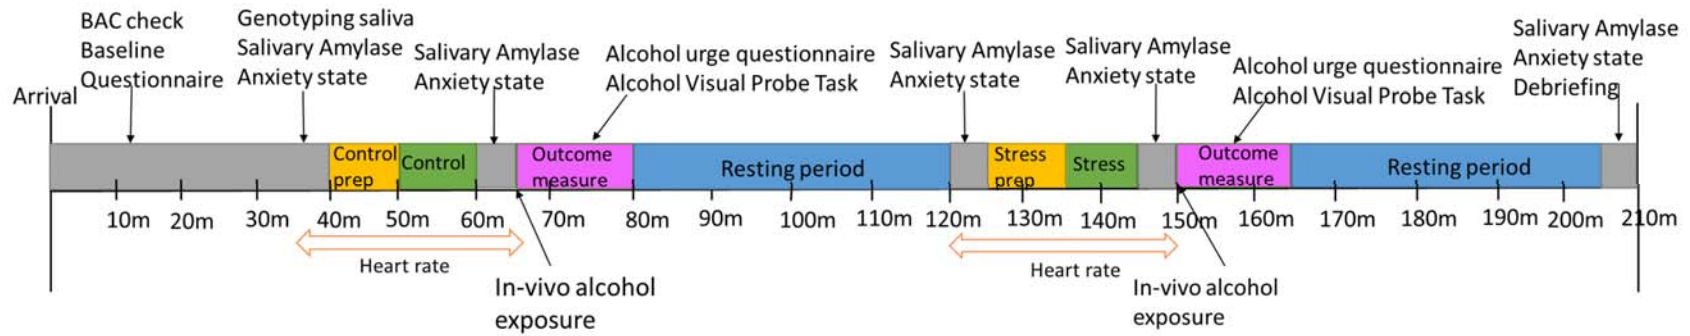 Arrival
BAC check
Baseline
Questionnaire
Genotyping saliva
Salivary Amylase
Anxiety state
Salivary Amylase
Anxiety state
Alcohol urge questionnaire
Alcohol Visual Probe Task
Salivary Amylase
Anxiety state
Salivary Amylase
Anxiety state
Alcohol urge questionnaire
Alcohol Visual Probe Task
Salivary Amylase
Anxiety state
Debriefing
Control
prep
Control
Outcome
measure
Resting period
Stress
prep
Stress
Outcome
measure
Resting period
10m 20m 30m 40m 50m 60m 70m 80m 90m 100m 110m 120m 130m 140m 150m 160m 170m 180m 190m 200m 210m
Heart rate
Heart rate
In-vivo alcohol
exposure
In-vivo alcohol
exposure